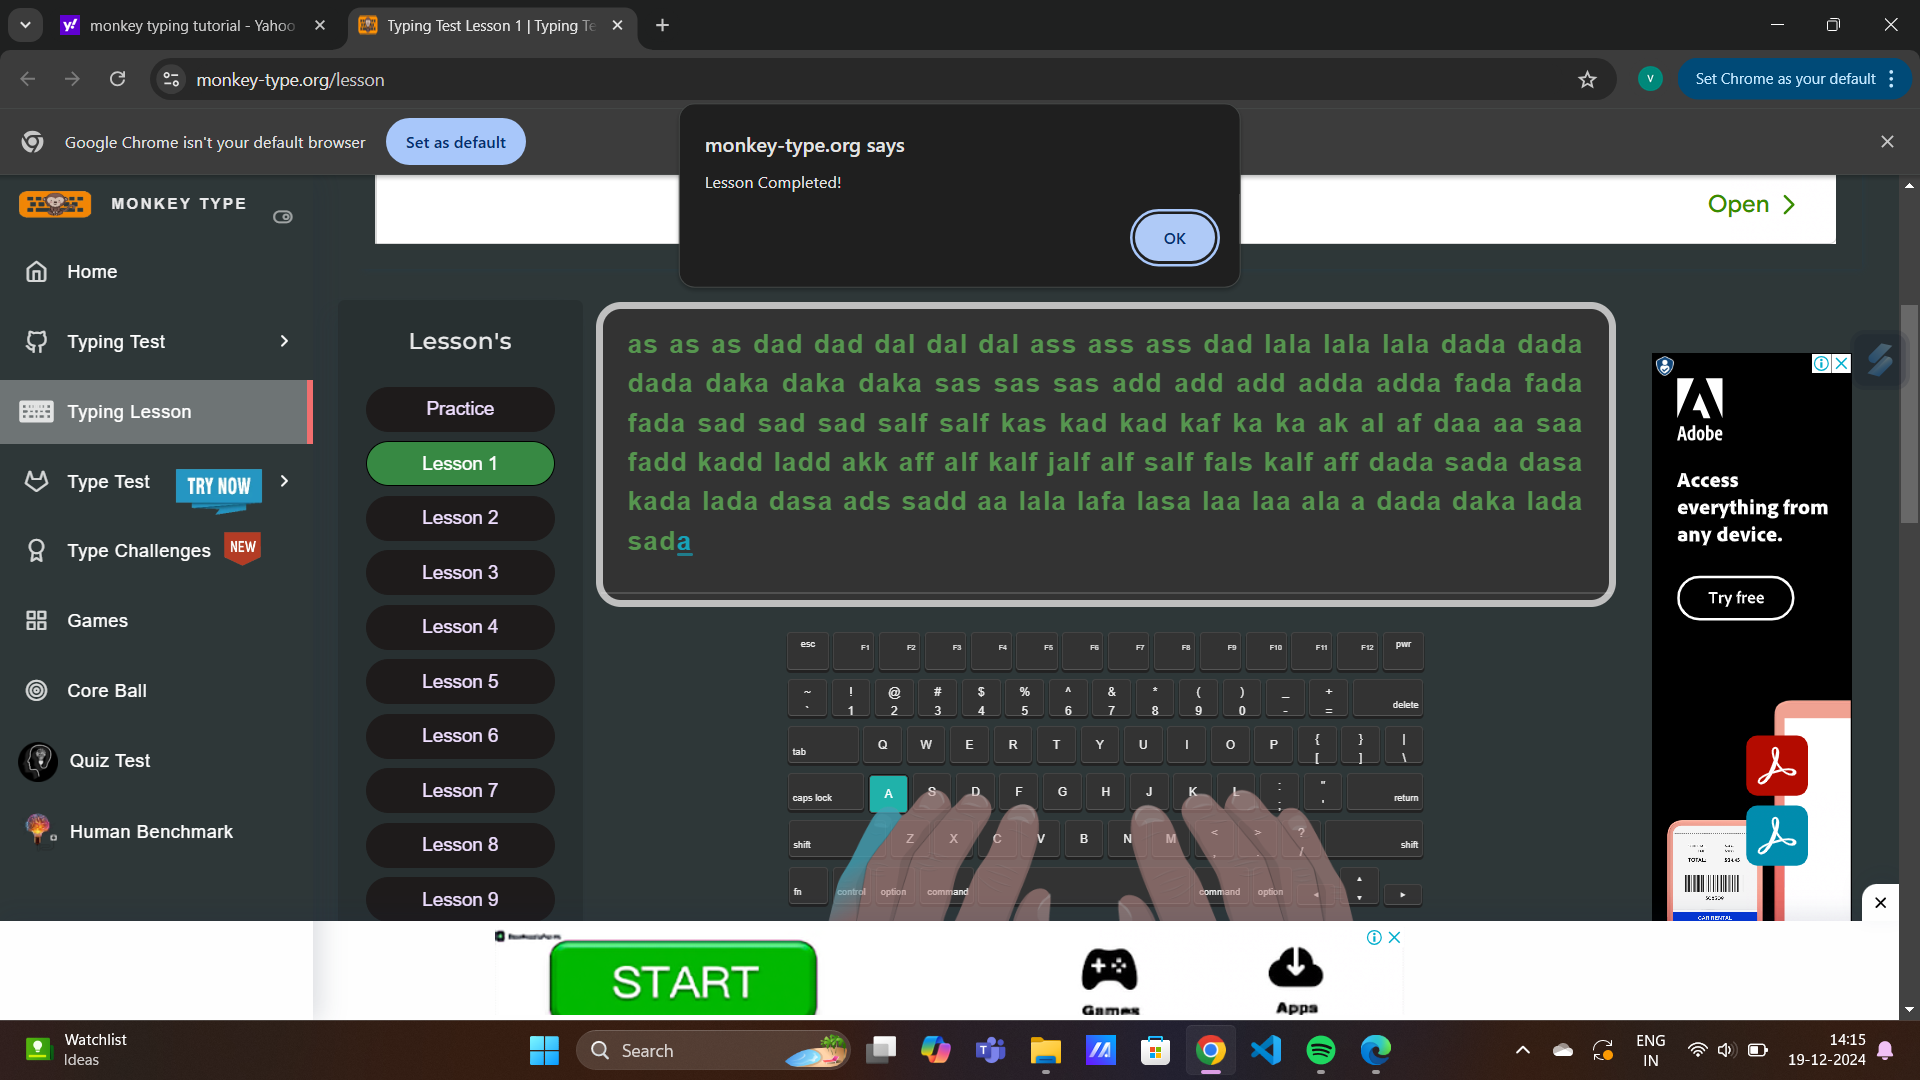 monkey typing tutorial - Yahoo
Typing Test Lesson 1 | Typing Te
monkey-type.org/lesson
V
Set Chrome as your default
Google Chrome isn't your default browser
Set as default
monkey-type.org says
Lesson Completed!
OK
MONKEY TYPE
Open
Home
Typing Test
Typing Lesson
Type Test
TRY NOW
Type Challenges
NEW
Games
Core Ball
Quiz Test
Human Benchmark
Lesson's
Practice
Lesson 1
Lesson 2
Lesson 3
Lesson 4
Lesson 5
Lesson 6
Lesson 7
Lesson 8
Lesson 9
as as as dad dad dal dal dal ass ass ass dad lala lala lala dada dada
dada daka daka daka sas sas sas add add add adda adda fada fada
fada sad sad sad salf salf kas kad kad kaf ka ka ak al af daa aa saa
fadd kadd ladd akk aff alf kalf jalf alf salf fals kalf aff dada sada dasa
kada lada dasa ads sadd aa lala lafa lasa laa laa ala a dada daka lada
sada
esc F1 F2 F3 F4 F5 F6 F7 F8 F9 F10 F11 F12 pwr
~ ! @ # $ % ^ & * ( ) _ +
` 1 2 3 4 5 6 7 8 9 0 - = delete
tab Q W E R T Y U I O P { } |
[ ] \
caps lock A S D F G H J K L : "
; ' return
shift Z X C V B N M < > ?
, . / shift
fn control option command command option
Adobe
Access
everything from
any device.
Try free
TOTAL:
CAR RENTAL
START
Games
Apps
Watchlist
Ideas
Search
ENG
IN
14:15
19-12-2024